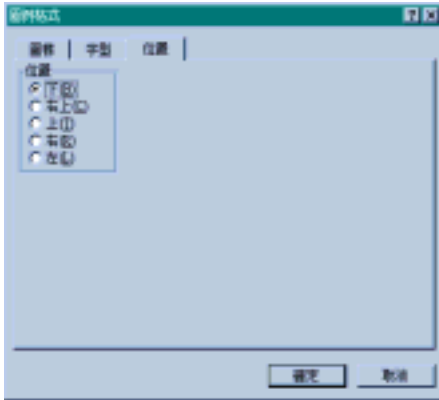 圖例格式
圖樣 字型 位置
位置
下(B)
右上(C)
上(T)
右(R)
左(L)
確定 取消